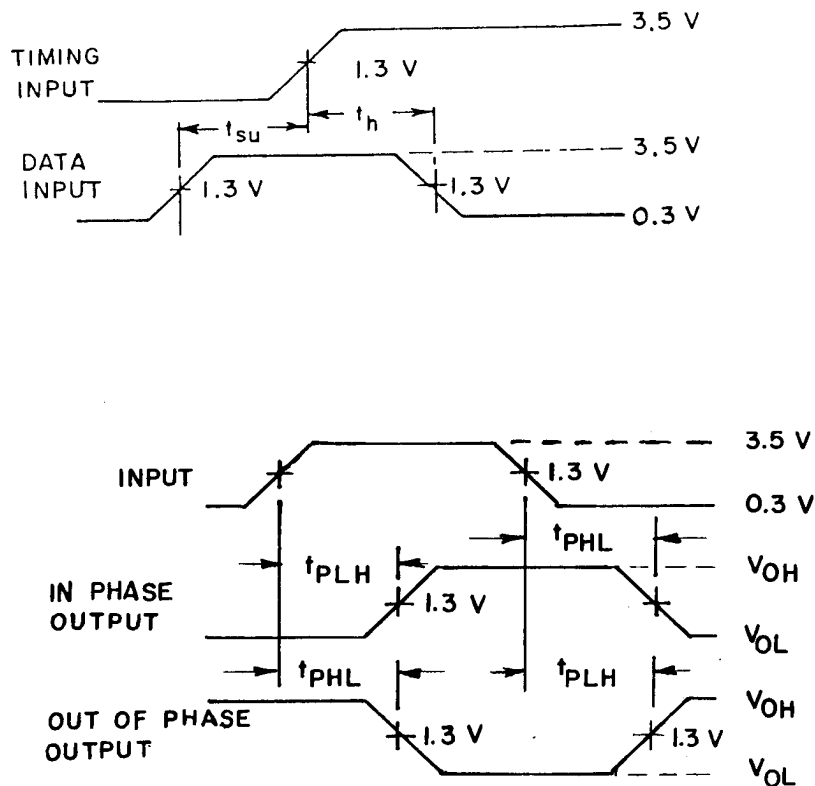 3.5 V
TIMING
INPUT
1.3 V
tsu
th
3.5 V
DATA
INPUT
1.3 V
1.3 V
0.3 V
3.5 V
INPUT
1.3 V
0.3 V
tPHL
tPLH
VOH
IN PHASE
OUTPUT
1.3 V
VOL
tPHL
tPLH
VOH
OUT OF PHASE
OUTPUT
1.3 V
1.3 V
VOL